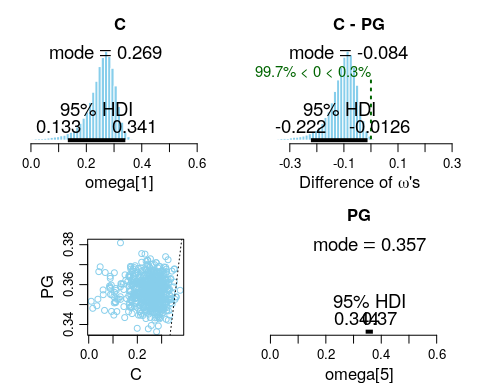 C
mode = 0.269
95% HDI
0.133 0.341
0.0 0.2 0.4 0.6
omega[1]
C - PG
mode = -0.084
99.7% < 0 < 0.3%
95% HDI
-0.222 -0.0126
-0.3 -0.1 0.1 0.3
Difference of ω's
PG
0.34 0.36 0.38
0.0 0.2
C
PG
mode = 0.357
95% HDI
0.0 0.2 0.4 0.6
omega[5]